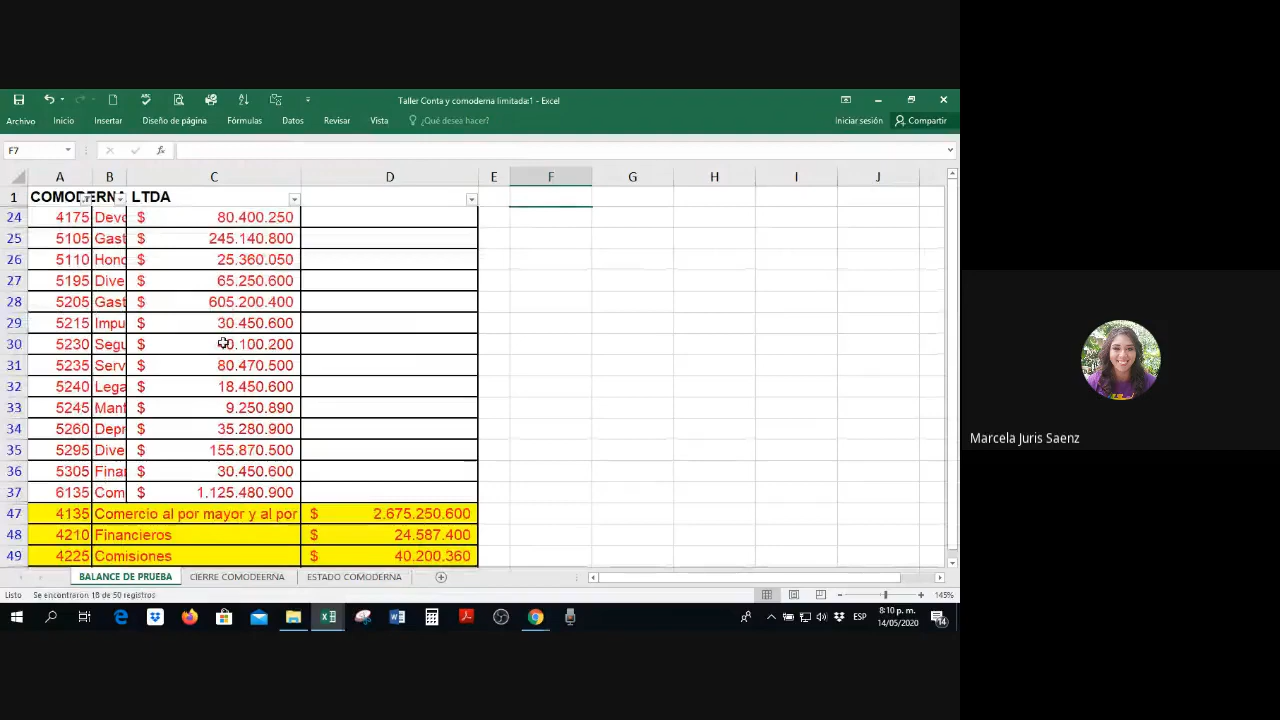 Taller Conta y comoderna limitada:1 - Excel
Archivo Inicio Insertar Diseño de página Fórmulas Datos Revisar Vista ¿Qué desea hacer? Iniciar sesión Compartir
F7 fx
A B C D E F G H I J
1 COMODERNA LTDA
24 4175 Devo $ 80.400.250
25 5105 Gast $ 245.140.800
26 5110 Hono $ 25.360.050
27 5195 Dive $ 65.250.600
28 5205 Gast $ 605.200.400
29 5215 Impu $ 30.450.600
30 5230 Segu $ 0.100.200
31 5235 Serv $ 80.470.500
32 5240 Lega $ 18.450.600
33 5245 Mant $ 9.250.890
34 5260 Depr $ 35.280.900
35 5295 Dive $ 155.870.500
36 5305 Finan $ 30.450.600
37 6135 Com $ 1.125.480.900
47 4135 Comercio al por mayor y al por $ 2.675.250.600
48 4210 Financieros $ 24.587.400
49 4225 Comisiones $ 40.200.360
BALANCE DE PRUEBA CIERRE COMODEERNA ESTADO COMODERNA
Listo Se encontraron 18 de 50 registros 145%
ESP 8:10 p. m.
14/05/2020 14
Marcela Juris Saenz